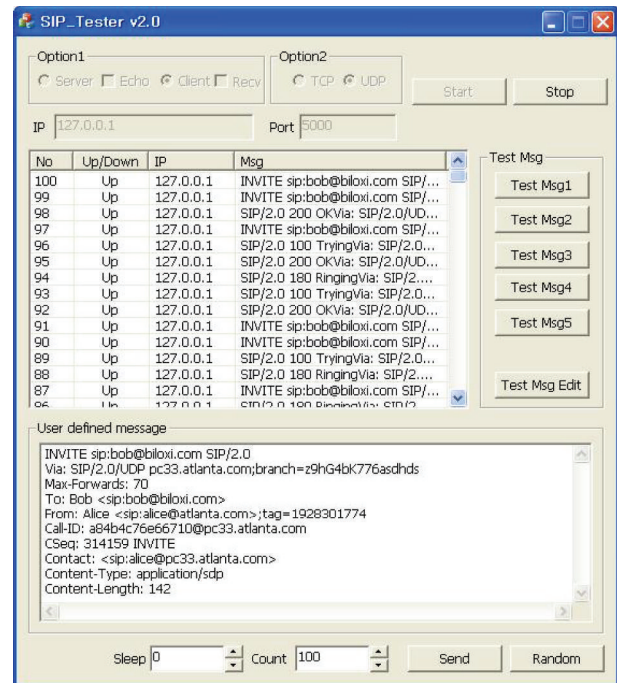 SIP_Tester v2.0
Option1
Server Echo Client Recv
Option2
TCP UDP
Start
Stop
IP 127.0.0.1
Port 5000
No Up/Down IP Msg
100 Up 127.0.0.1 INVITE sip:bob@biloxi.com SIP/...
99 Up 127.0.0.1 INVITE sip:bob@biloxi.com SIP/...
98 Up 127.0.0.1 SIP/2.0 200 OKVia: SIP/2.0/UD...
97 Up 127.0.0.1 INVITE sip:bob@biloxi.com SIP/...
96 Up 127.0.0.1 SIP/2.0 100 TryingVia: SIP/2.0...
95 Up 127.0.0.1 SIP/2.0 200 OKVia: SIP/2.0/UD...
94 Up 127.0.0.1 SIP/2.0 180 RingingVia: SIP/2....
93 Up 127.0.0.1 SIP/2.0 100 TryingVia: SIP/2.0...
92 Up 127.0.0.1 SIP/2.0 200 OKVia: SIP/2.0/UD...
91 Up 127.0.0.1 INVITE sip:bob@biloxi.com SIP/...
90 Up 127.0.0.1 INVITE sip:bob@biloxi.com SIP/...
89 Up 127.0.0.1 SIP/2.0 100 TryingVia: SIP/2.0...
88 Up 127.0.0.1 SIP/2.0 180 RingingVia: SIP/2....
87 Up 127.0.0.1 INVITE sip:bob@biloxi.com SIP/...
86 Up 127.0.0.1 SIP/2.0 180 RingingVia: SIP/2
Test Msg
Test Msg1
Test Msg2
Test Msg3
Test Msg4
Test Msg5
Test Msg Edit
User defined message
INVITE sip:bob@biloxi.com SIP/2.0
Via: SIP/2.0/UDP pc33.atlanta.com;branch=z9hG4bK776asdhds
Max-Forwards: 70
To: Bob <sip:bob@biloxi.com>
From: Alice <sip:alice@atlanta.com>;tag=1928301774
Call-ID: a84b4c76e66710@pc33.atlanta.com
CSeq: 314159 INVITE
Contact: <sip:alice@pc33.atlanta.com>
Content-Type: application/sdp
Content-Length: 142
Sleep 0 Count 100 Send Random